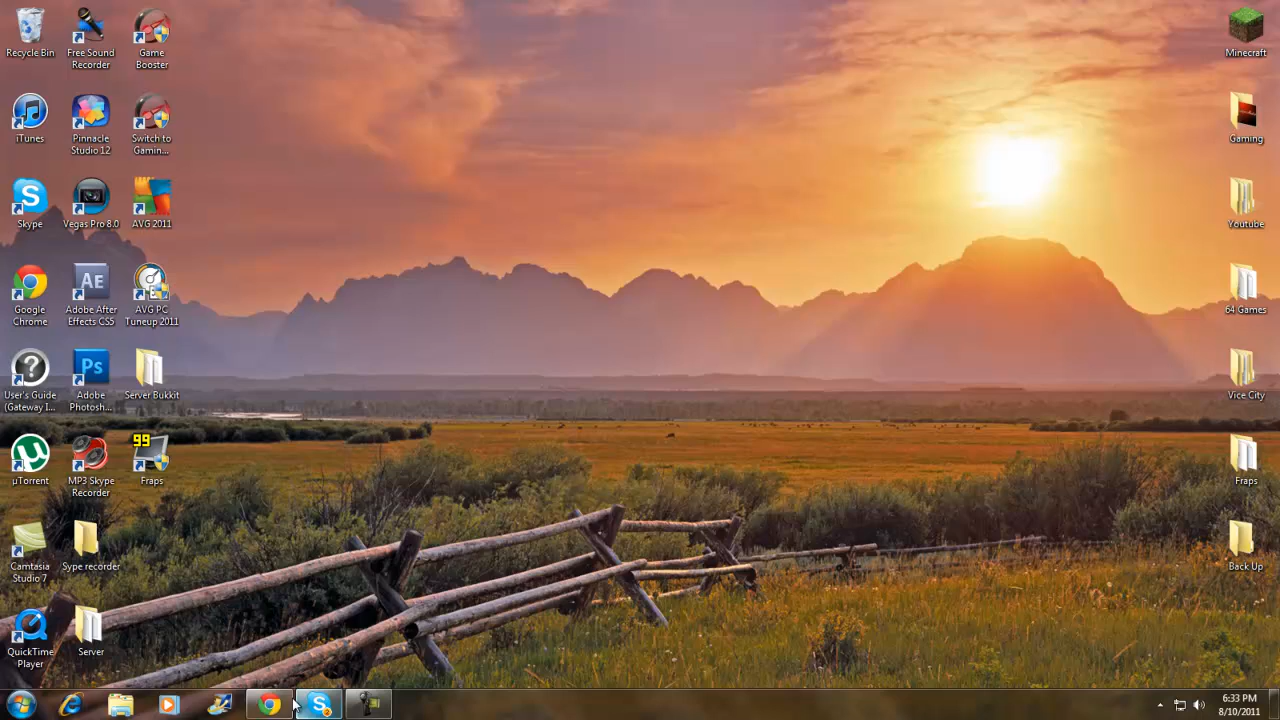 Recycle Bin
Free Sound
Recorder
Game
Booster
iTunes
Pinnacle
Studio 12
Switch to
Gamin...
Skype
Vegas Pro 8.0
AVG 2011
Google
Chrome
AE
Adobe After
Effects CS5
AVG PC
Tuneup 2011
User's Guide
(Gateway I...
Ps
Adobe
Photosh...
Server Bukkit
µTorrent
MP3 Skype
Recorder
99
Fraps
Camtasia
Studio 7
Sype recorder
QuickTime
Player
Server
Minecraft
Gaming
Youtube
64 Games
Vice City
Fraps
Back Up
6:33 PM
8/10/2011